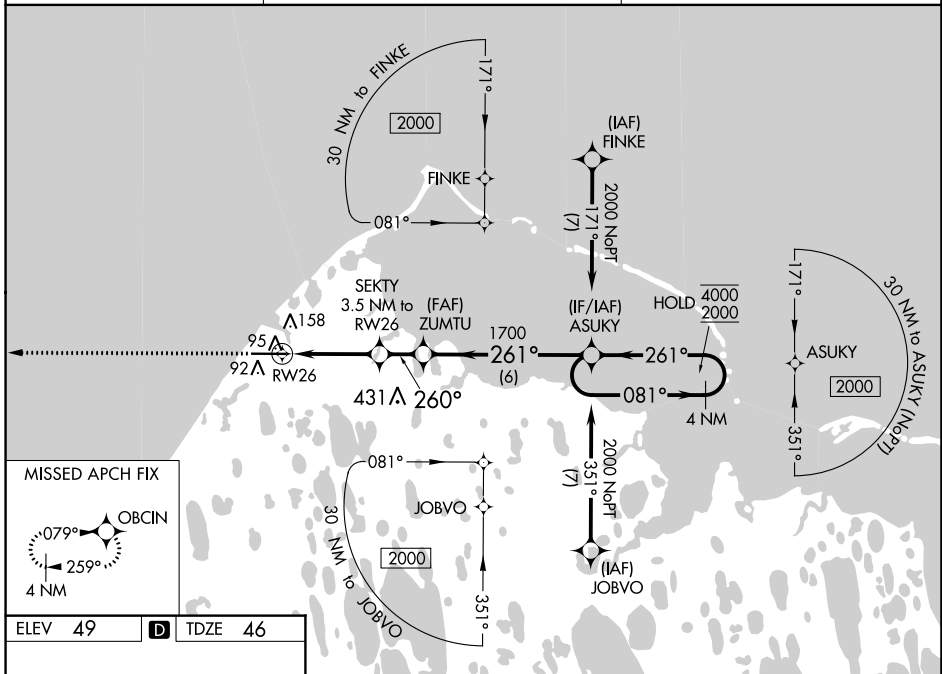 30 NM to FINKE
171°
2000
FINKE
081°
(IAF)
FINKE
2000 NoPT
171°
(7)
SEKTY
3.5 NM to
RW26
(FAF)
ZUMTU
(IF/IAF)
ASUKY
HOLD 4000
2000
158
95
92
RW26
1700
261°
(6)
261°
431 260°
081°
4 NM
171°
30 NM to ASUKY (NoPT)
ASUKY
2000
351°
081°
JOBVO
30 NM to JOBVO
2000
351°
2000 NoPT
351°
(7)
(IAF)
JOBVO
MISSED APCH FIX
OBCIN
079°
259°
4 NM
ELEV 49 D TDZE 46